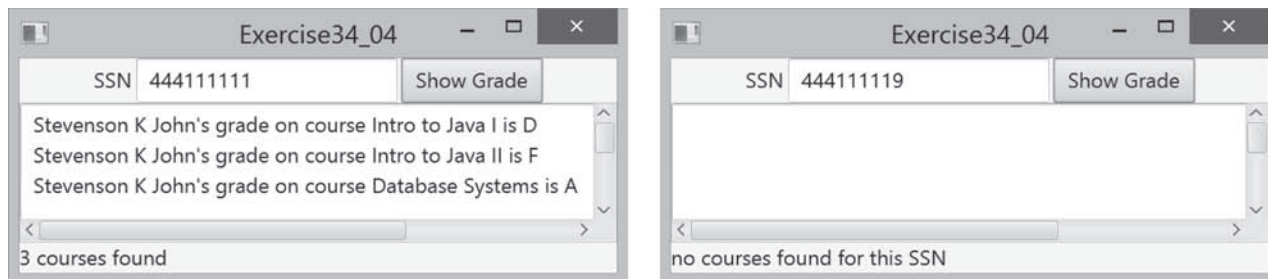 Exercise34_04
SSN 444111111 Show Grade
Stevenson K John's grade on course Intro to Java I is D
Stevenson K John's grade on course Intro to Java II is F
Stevenson K John's grade on course Database Systems is A
3 courses found
Exercise34_04
SSN 444111119 Show Grade
no courses found for this SSN